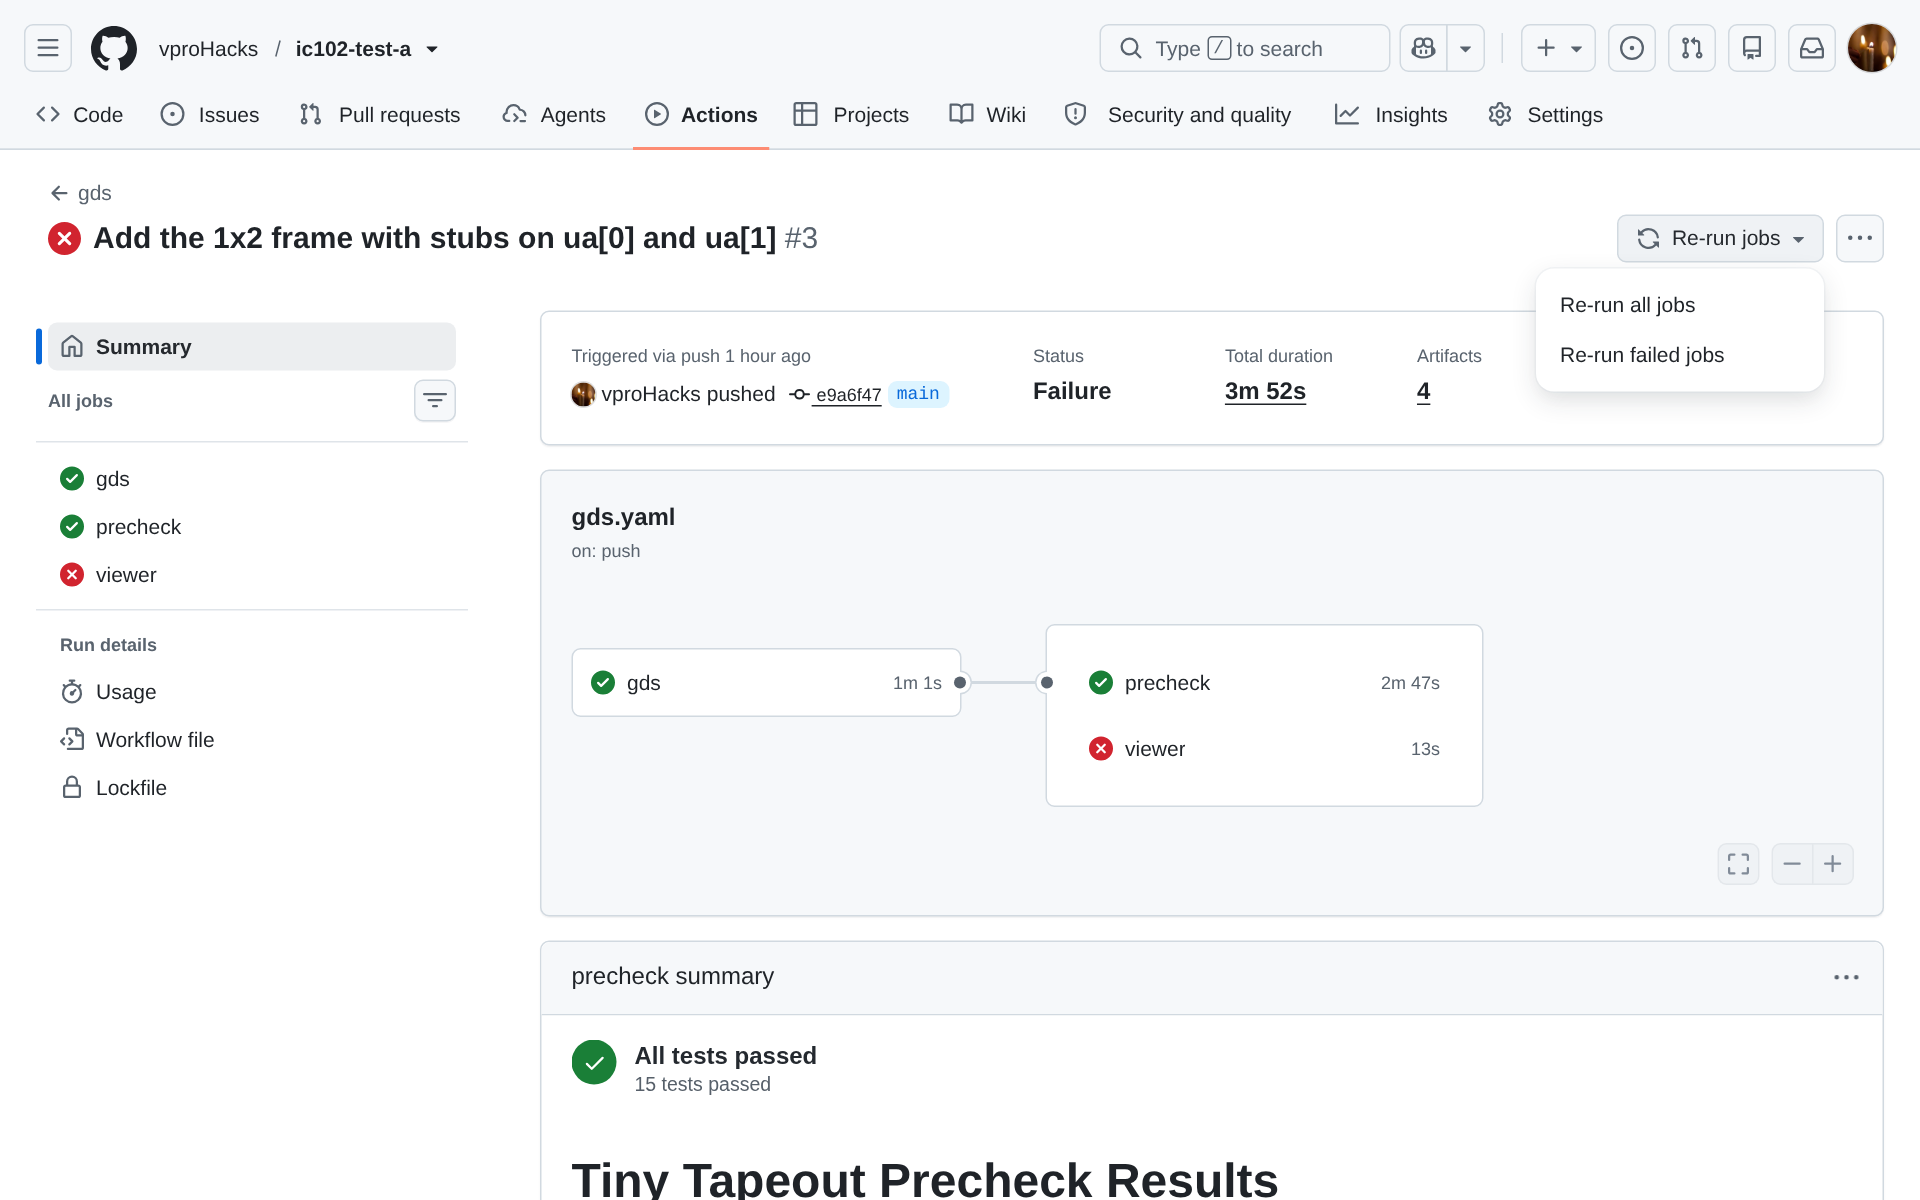 vproHacks / ic102-test-a
Type / to search
Code Issues Pull requests Agents Actions Projects Wiki Security and quality Insights Settings
gds
Add the 1x2 frame with stubs on ua[0] and ua[1] #3
Re-run jobs
Re-run all jobs
Re-run failed jobs
Summary
All jobs
gds
precheck
viewer
Run details
Usage
Workflow file
Lockfile
Triggered via push 1 hour ago
vproHacks pushed e9a6f47 main
Status
Failure
Total duration
3m 52s
Artifacts
4
gds.yaml
on: push
gds 1m 1s
precheck 2m 47s
viewer 13s
precheck summary
All tests passed
15 tests passed
Tiny Tapeout Precheck Results